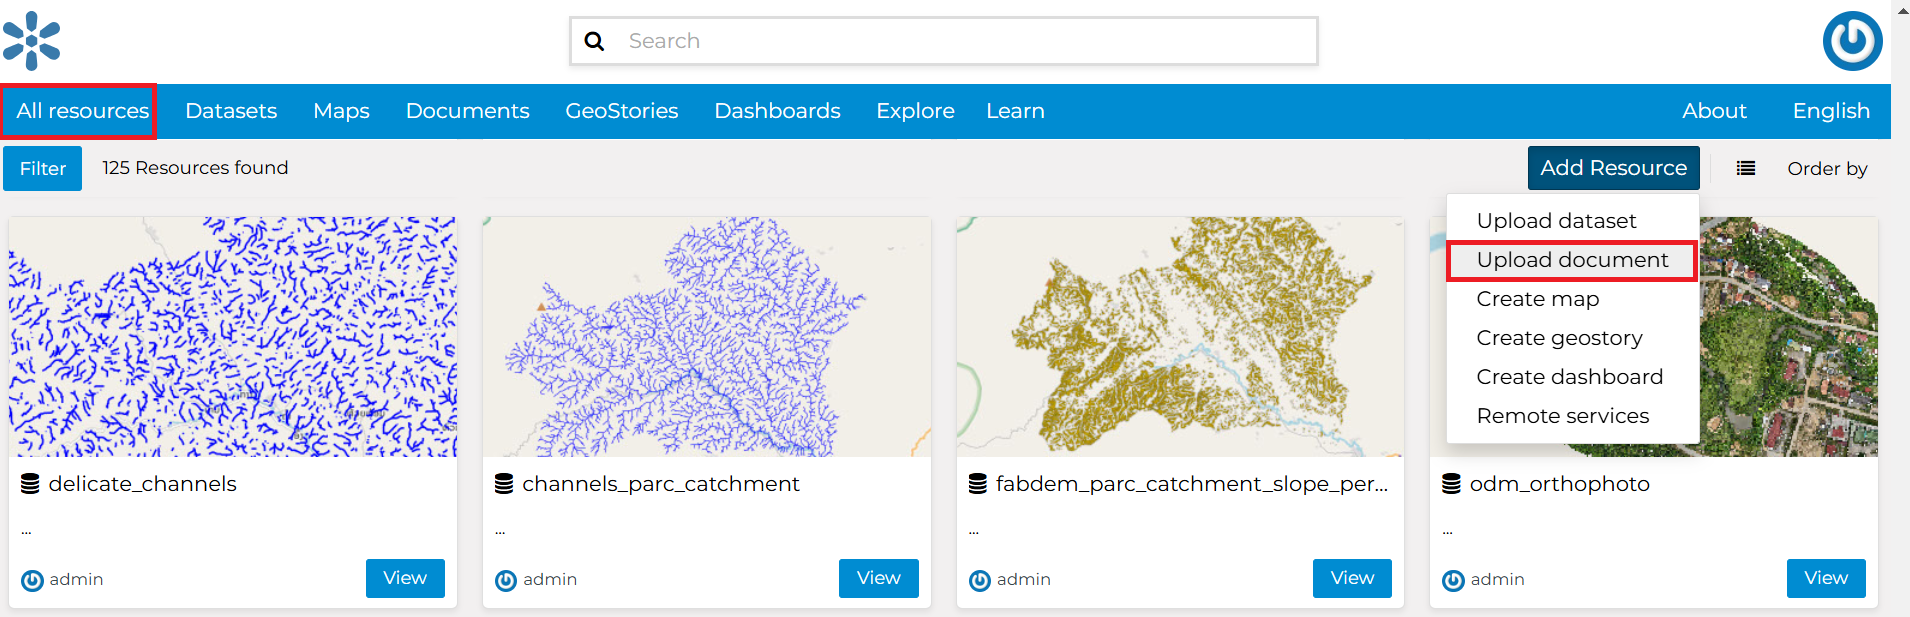 Search
All resources Datasets Maps Documents GeoStories Dashboards Explore Learn About English
Filter 125 Resources found Add Resource Order by
Upload dataset
Upload document
Create map
Create geostory
Create dashboard
Remote services
delicate_channels
...
admin View
channels_parc_catchment
...
admin View
fabdem_parc_catchment_slope_per...
...
admin View
odm_orthophoto
...
admin View